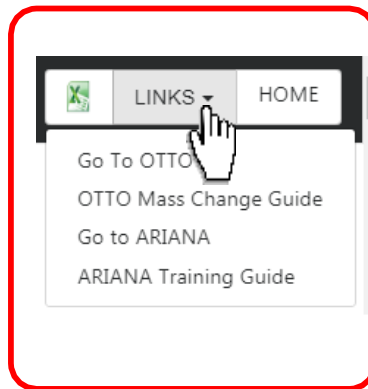 LINKS HOME
Go To OTTO
OTTO Mass Change Guide
Go to ARIANA
ARIANA Training Guide